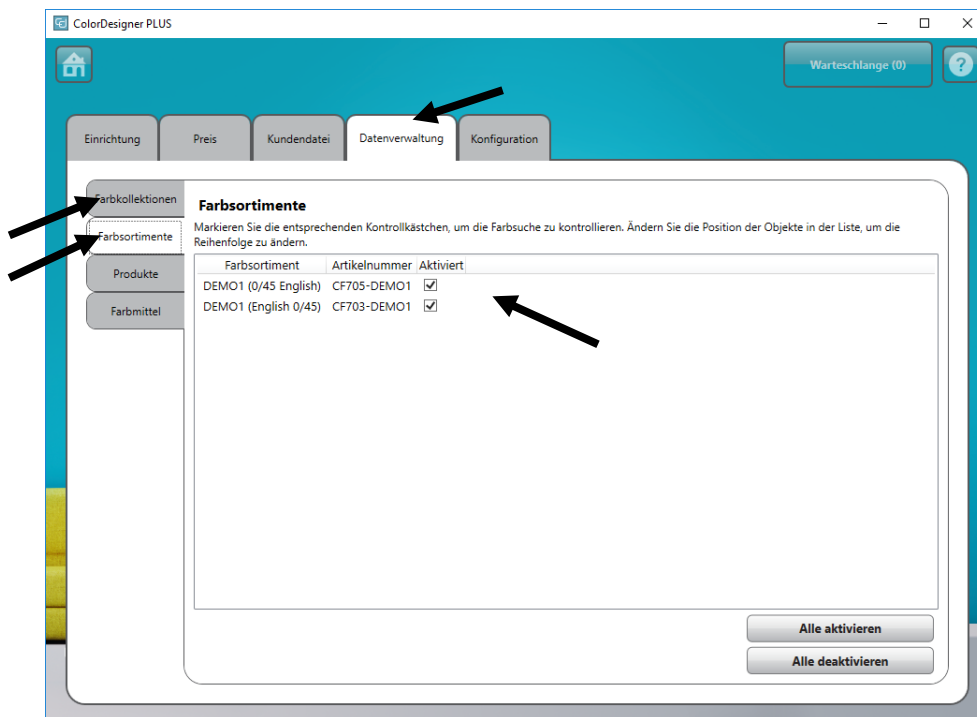 ColorDesigner PLUS
Warteschlange (0)
?
Einrichtung
Preis
Kundendatei
Datenverwaltung
Konfiguration
Farbkollektionen
Farbsortimente
Produkte
Farbmittel
Farbsortimente
Markieren Sie die entsprechenden Kontrollkästchen, um die Farbsuche zu kontrollieren. Ändern Sie die Position der Objekte in der Liste, um die
Reihenfolge zu ändern.
Farbsortiment Artikelnummer Aktiviert
DEMO1 (0/45 English) CF705-DEMO1
DEMO1 (English 0/45) CF703-DEMO1
Alle aktivieren
Alle deaktivieren